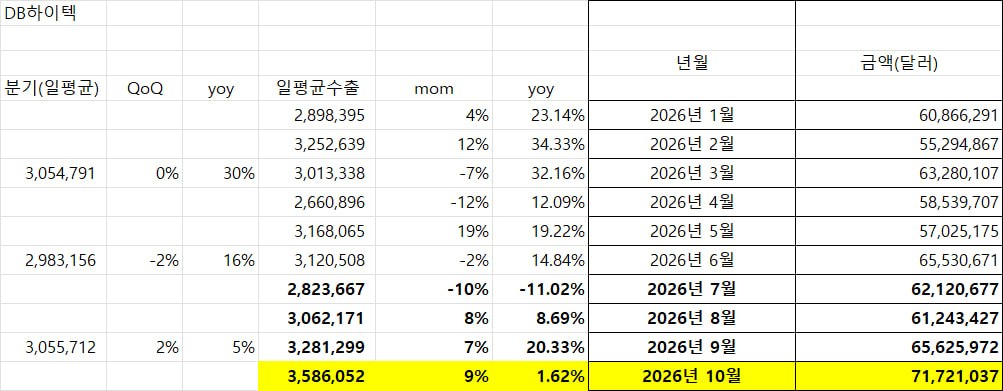 DB하이텍
년월 금액(달러)
분기(일평균) QoQ yoy 일평균수출 mom yoy
2,898,395 4% 23.14% 2026년 1월 60,866,291
3,252,639 12% 34.33% 2026년 2월 55,294,867
3,054,791 0% 30% 3,013,338 -7% 32.16% 2026년 3월 63,280,107
2,660,896 -12% 12.09% 2026년 4월 58,539,707
3,168,065 19% 19.22% 2026년 5월 57,025,175
2,983,156 -2% 16% 3,120,508 -2% 14.84% 2026년 6월 65,530,671
2,823,667 -10% -11.02% 2026년 7월 62,120,677
3,062,171 8% 8.69% 2026년 8월 61,243,427
3,055,712 2% 5% 3,281,299 7% 20.33% 2026년 9월 65,625,972
3,586,052 9% 1.62% 2026년 10월 71,721,037